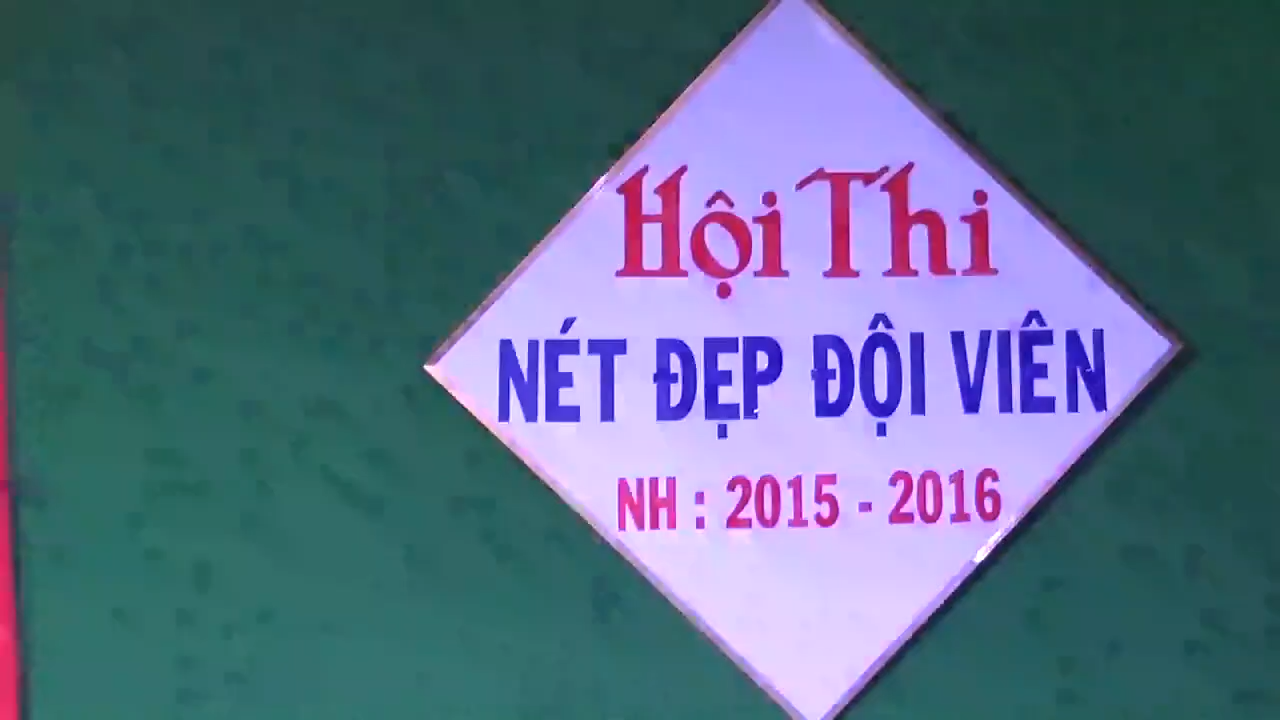 Hội Thi
NÉT ĐẸP ĐỘI VIÊN
NH : 2015 - 2016